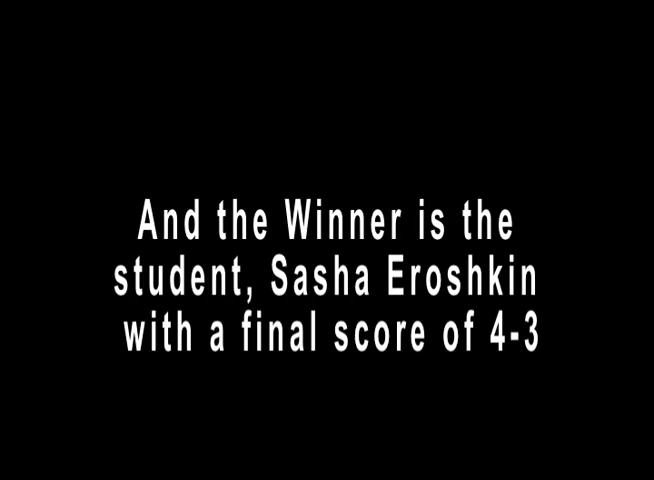 And the Winner is the
student, Sasha Eroshkin
with a final score of 4-3